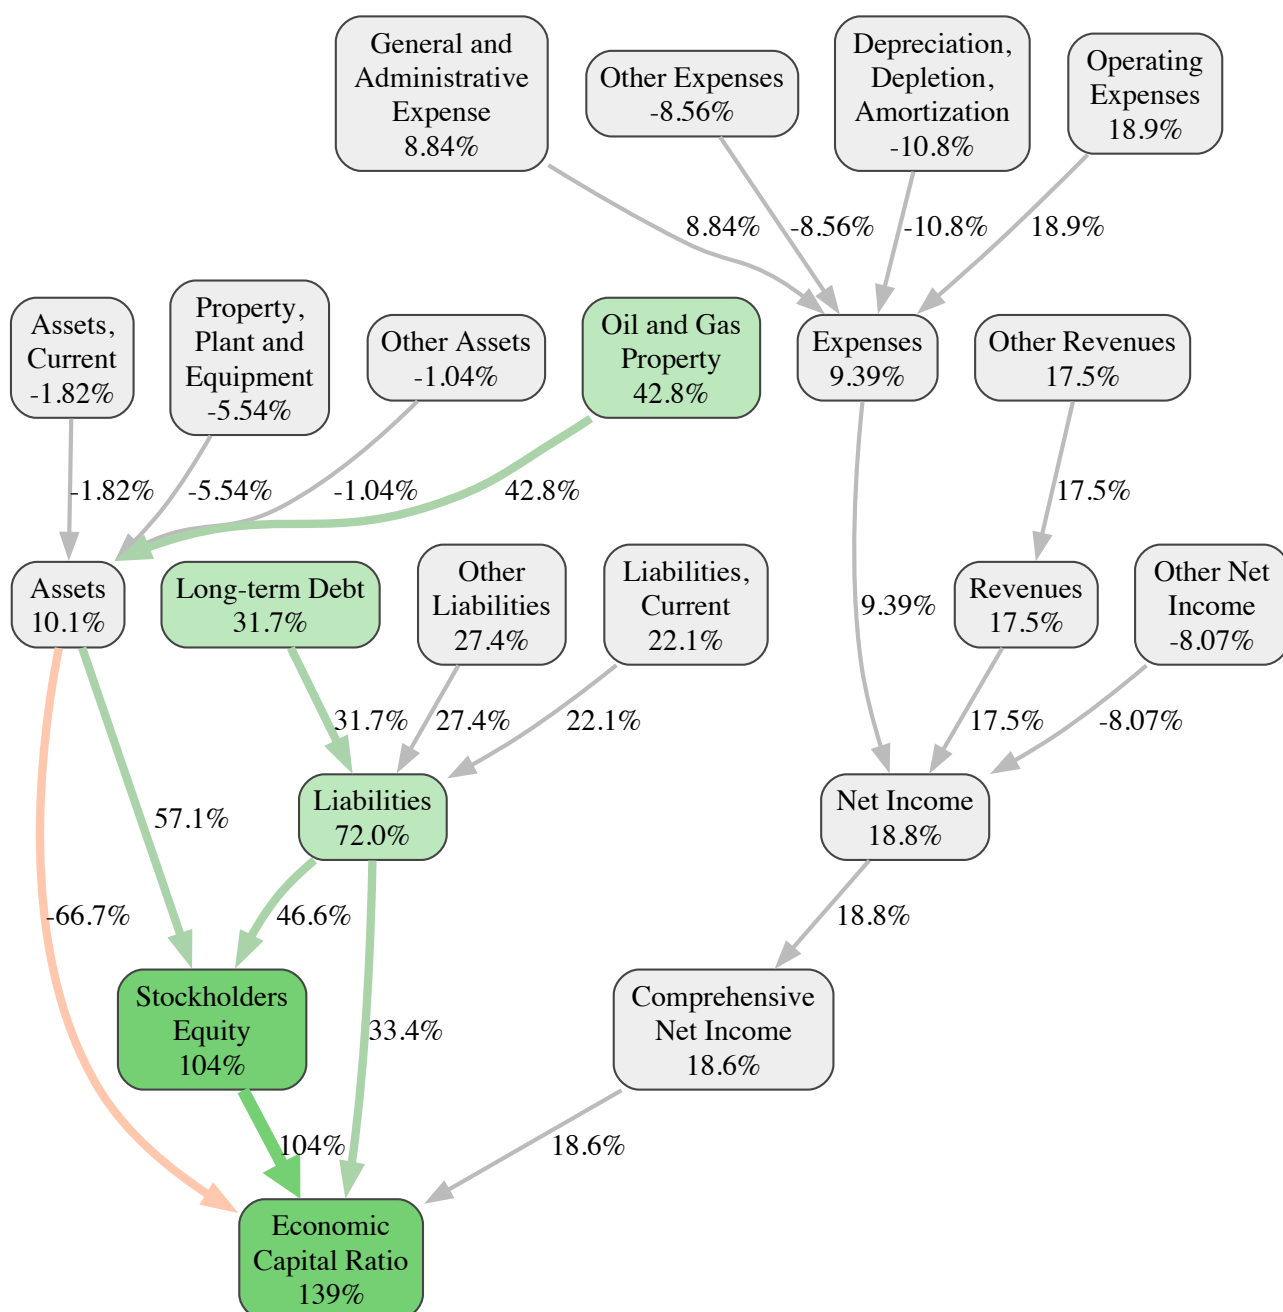 General and
Administrative
Expense
8.84%
Other Expenses
-8.56%
Depreciation,
Depletion,
Amortization
-10.8%
Operating
Expenses
18.9%
8.84%
-8.56%
-10.8%
18.9%
Assets,
Current
-1.82%
Property,
Plant and
Equipment
-5.54%
Other Assets
-1.04%
Oil and Gas
Property
42.8%
Expenses
9.39%
Other Revenues
17.5%
-1.82%
-5.54%
-1.04%
42.8%
17.5%
Assets
10.1%
Long-term Debt
31.7%
Other
Liabilities
27.4%
Liabilities,
Current
22.1%
9.39%
Revenues
17.5%
Other Net
Income
-8.07%
31.7%
27.4%
22.1%
17.5%
-8.07%
57.1%
Liabilities
72.0%
Net Income
18.8%
-66.7%
46.6%
18.8%
Stockholders
Equity
104%
33.4%
Comprehensive
Net Income
18.6%
104%
18.6%
Economic
Capital Ratio
139%